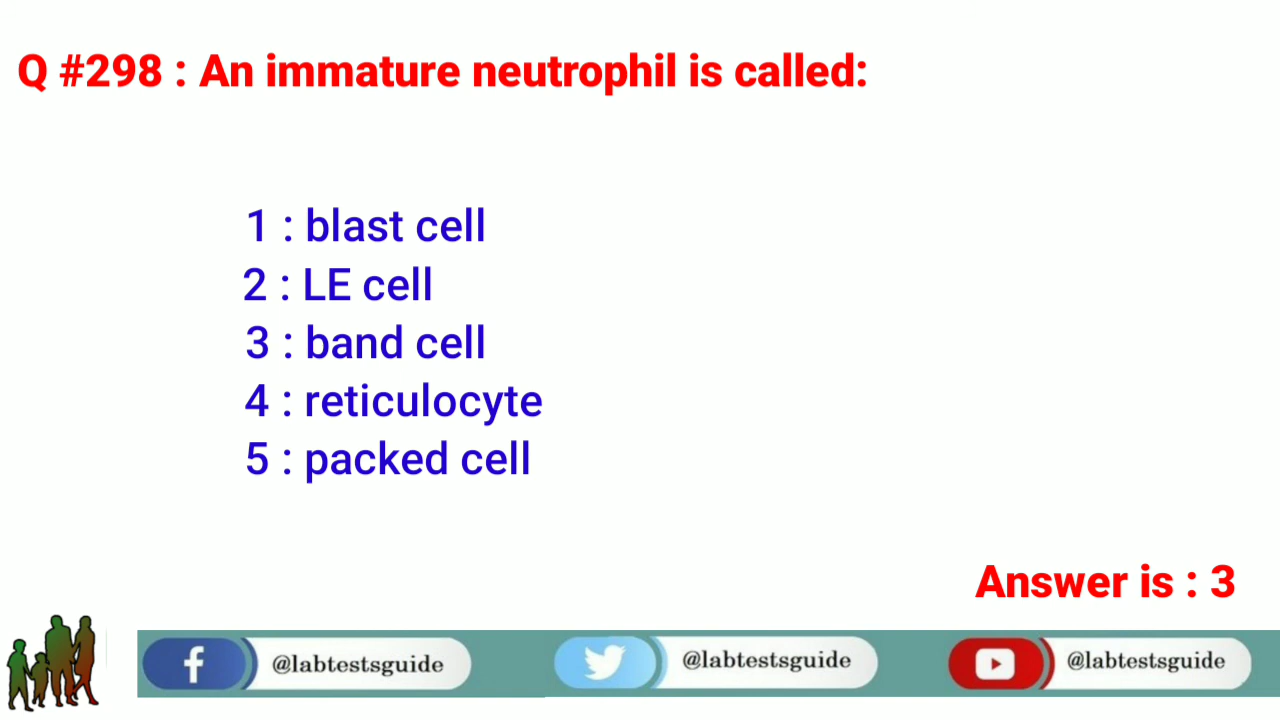 Q #298 : An immature neutrophil is called:
1 : blast cell
2 : LE cell
3 : band cell
4 : reticulocyte
5 : packed cell
Answer is : 3
@labtestsguide @labtestsguide @labtestsguide